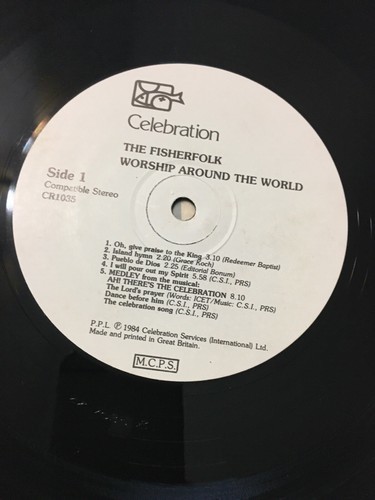 Celebration
THE FISHERFOLK
WORSHIP AROUND THE WORLD
Side 1
Compatible Stereo
CR1035
1. Oh, give praise to the King 3.10 (Redeemer Baptist)
2. Island hymn 2.20 (Grace Koch)
3. Pueblo de Dios 2.25 (Editorial Bonum)
4. I will pour out my Spirit 5.58 (C.S.I., PRS)
5. MEDLEY from the musical:
AH! THERE'S THE CELEBRATION 8.10
The Lord's prayer (Words: ICET/Music: C.S.I., PRS)
Dance before him (C.S.I., PRS)
The celebration song (C.S.I., PRS)
P.P.L. ℗ 1984 Celebration Services (International) Ltd.
Made and printed in Great Britain.
M.C.P.S.